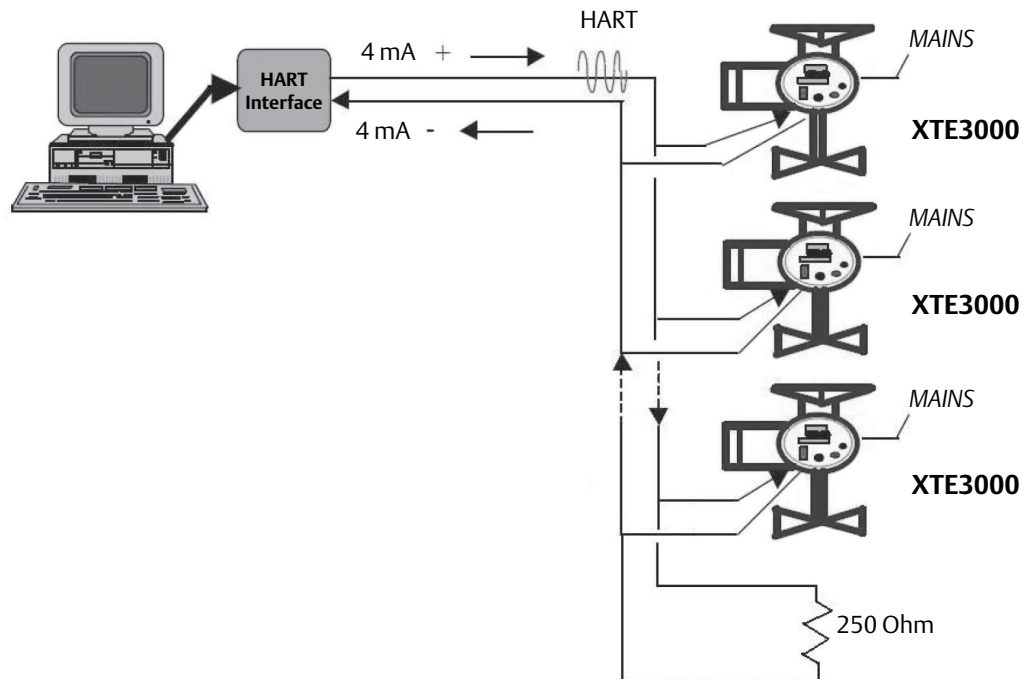 HART
4 mA +
HART
Interface
4 mA -
MAINS
XTE3000
MAINS
XTE3000
MAINS
XTE3000
250 Ohm